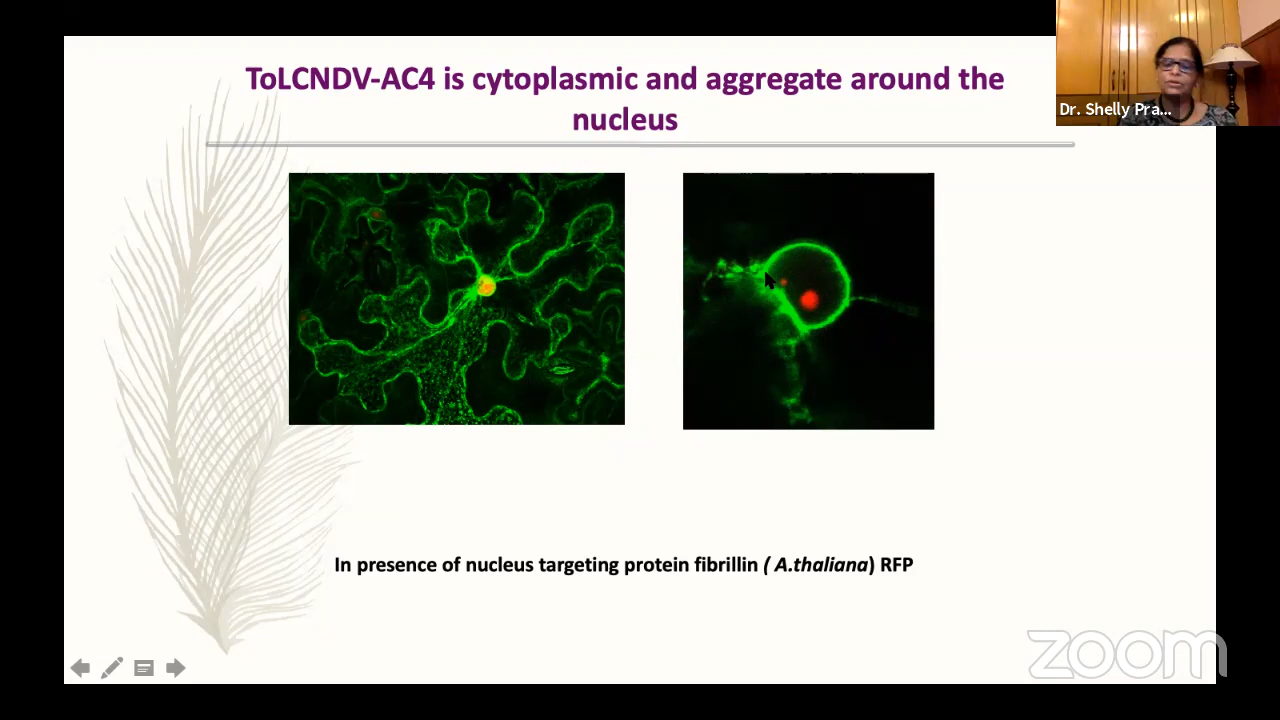 ToLCNDV-AC4 is cytoplasmic and aggregate around the
nucleus
Dr. Shelly Pra...
In presence of nucleus targeting protein fibrillin ( A.thaliana) RFP
zoom